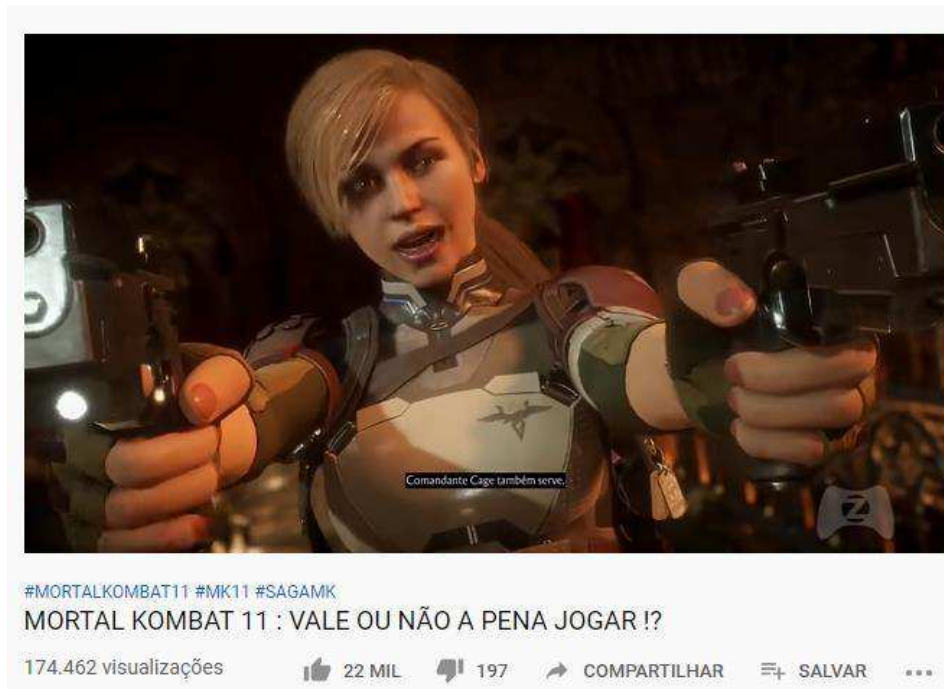 Comandante Cage também serve.
Z
#MORTALKOMBAT11 #MK11 #SAGAMK
MORTAL KOMBAT 11 : VALE OU NÃO A PENA JOGAR !?
174.462 visualizações 22 MIL 197 COMPARTILHAR SALVAR